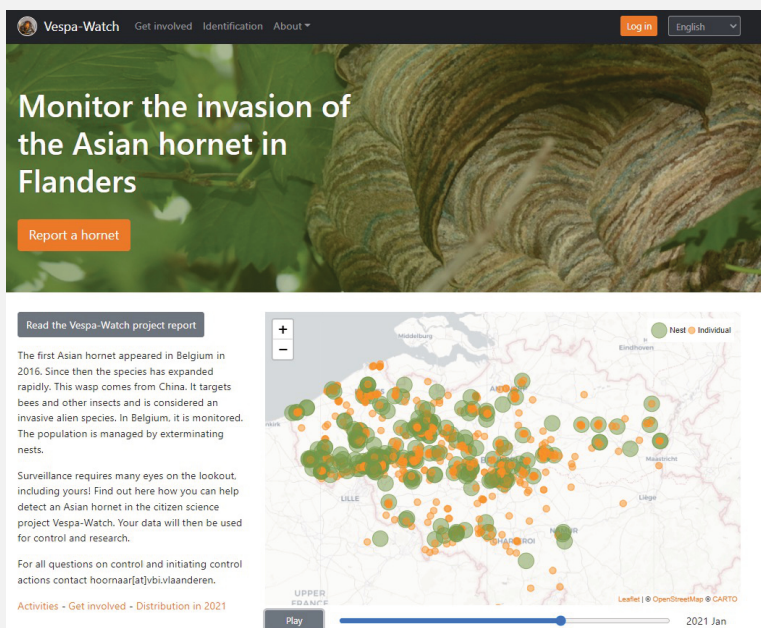 Vespa-Watch Get involved Identification About Log in English
Monitor the invasion of
the Asian hornet in
Flanders
Report a hornet
Read the Vespa-Watch project report
The first Asian hornet appeared in Belgium in
2016. Since then the species has expanded
rapidly. This wasp comes from China. It targets
bees and other insects and is considered an
invasive alien species. In Belgium, it is monitored.
The population is managed by exterminating
nests.
Surveillance requires many eyes on the lookout,
including yours! Find out here how you can help
detect an Asian hornet in the citizen science
project Vespa-Watch. Your data will then be used
for control and research.
For all questions on control and initiating control
actions contact hoornaar[at]vbi.vlaanderen.
Activities - Get involved - Distribution in 2021
+
−
Nest Individual
Middelburg
Eindhoven
Maastricht
LILLE
Liège
UPPER
FRANCE
Leaflet | © OpenStreetMap © CARTO
Play 2021 Jan